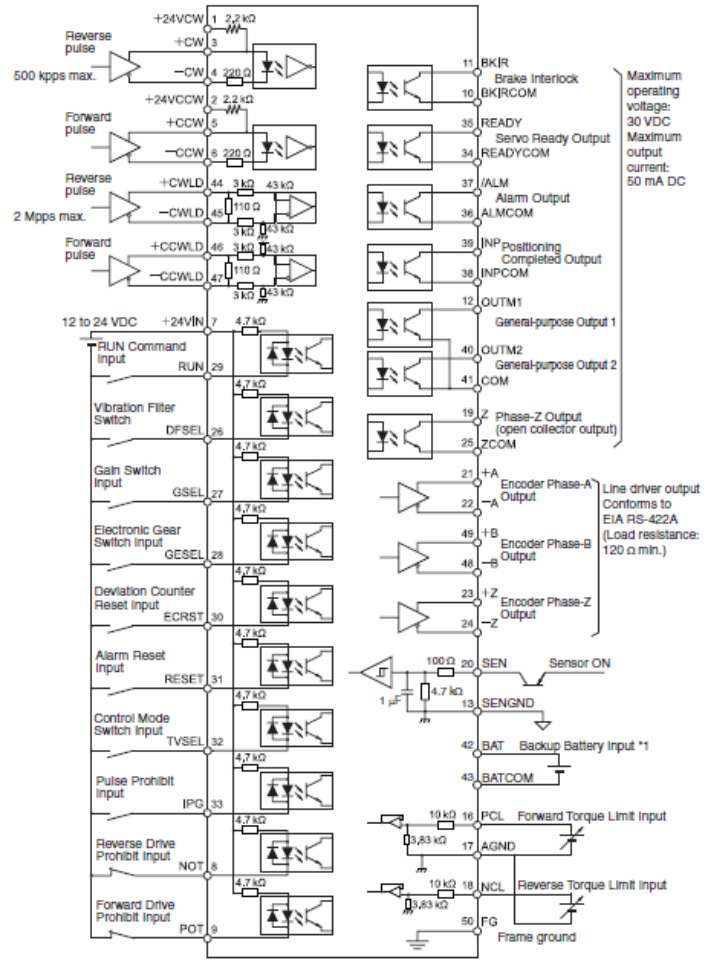 +24VCW 1 2.2 kΩ
Reverse
pulse
+CW 3
500 kpps max.
−CW 4 220 Ω
+24VCCW 2 2.2 kΩ
Forward
pulse
+CCW 5
−CCW 6 220 Ω
Reverse
pulse
+CWLD 44 3 kΩ 43 kΩ
110 Ω
2 Mpps max.
−CWLD 45
3 kΩ 43 kΩ
Forward
pulse
+CCWLD 46 3 kΩ 43 kΩ
110 Ω
−CCWLD 47
3 kΩ 43 kΩ
12 to 24 VDC +24VIN 7 4.7 kΩ
RUN Command
Input
RUN 29
4.7 kΩ
Vibration Filter
Switch
DFSEL 26
4.7 kΩ
Gain Switch
Input
GSEL 27
4.7 kΩ
Electronic Gear
Switch Input
GESEL 28
4.7 kΩ
Deviation Counter
Reset Input
ECRST 30
4.7 kΩ
Alarm Reset
Input
RESET 31
4.7 kΩ
Control Mode
Switch Input
TVSEL 32
4.7 kΩ
Pulse Prohibit
Input
IPG 33
4.7 kΩ
Reverse Drive
Prohibit Input
NOT 8
4.7 kΩ
Forward Drive
Prohibit Input
POT 9
11 BKIR
Brake Interlock
10 BKIRCOM
35 READY
Servo Ready Output
34 READYCOM
37 /ALM
Alarm Output
36 ALMCOM
39 INP
Positioning
Completed Output
38 INPCOM
12 OUTM1
General-purpose Output 1
40 OUTM2
General-purpose Output 2
41 COM
19 Z
Phase-Z Output
(open collector output)
25 ZCOM
Maximum
operating
voltage:
30 VDC
Maximum
output
current:
50 mA DC
21 +A
Encoder Phase-A
Output
22 −A
49 +B
Encoder Phase-B
Output
48 −B
23 +Z
Encoder Phase-Z
Output
24 −Z
Line driver output
Conforms to
EIA RS-422A
(Load resistance:
120 Ω min.)
100 Ω 20 SEN Sensor ON
4.7 kΩ
1 µF
13 SENGND
42 BAT Backup Battery Input *1
43 BATCOM
10 kΩ 16 PCL Forward Torque Limit Input
3.83 kΩ
17 AGND
10 kΩ 18 NCL Reverse Torque Limit Input
3.83 kΩ
50 FG
Frame ground